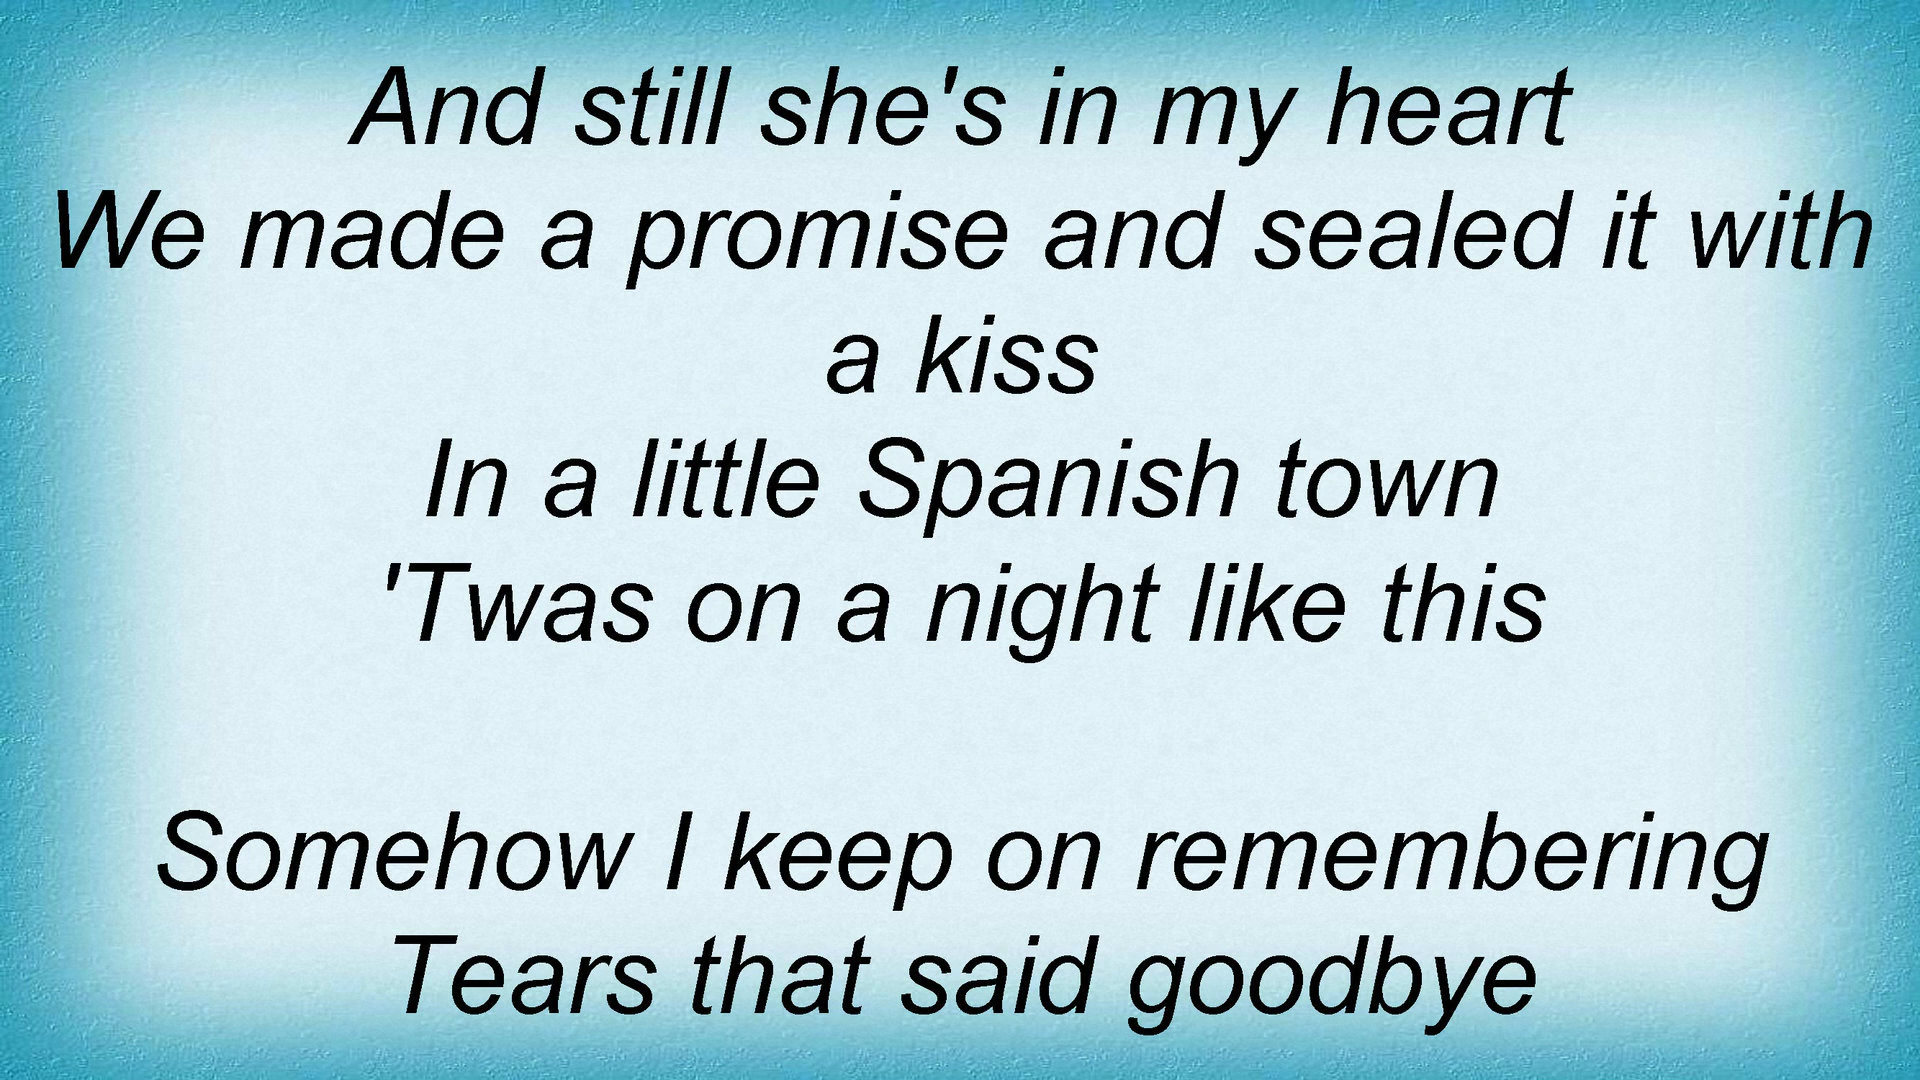 And still she's in my heart
We made a promise and sealed it with
a kiss
In a little Spanish town
'Twas on a night like this
Somehow I keep on remembering
Tears that said goodbye